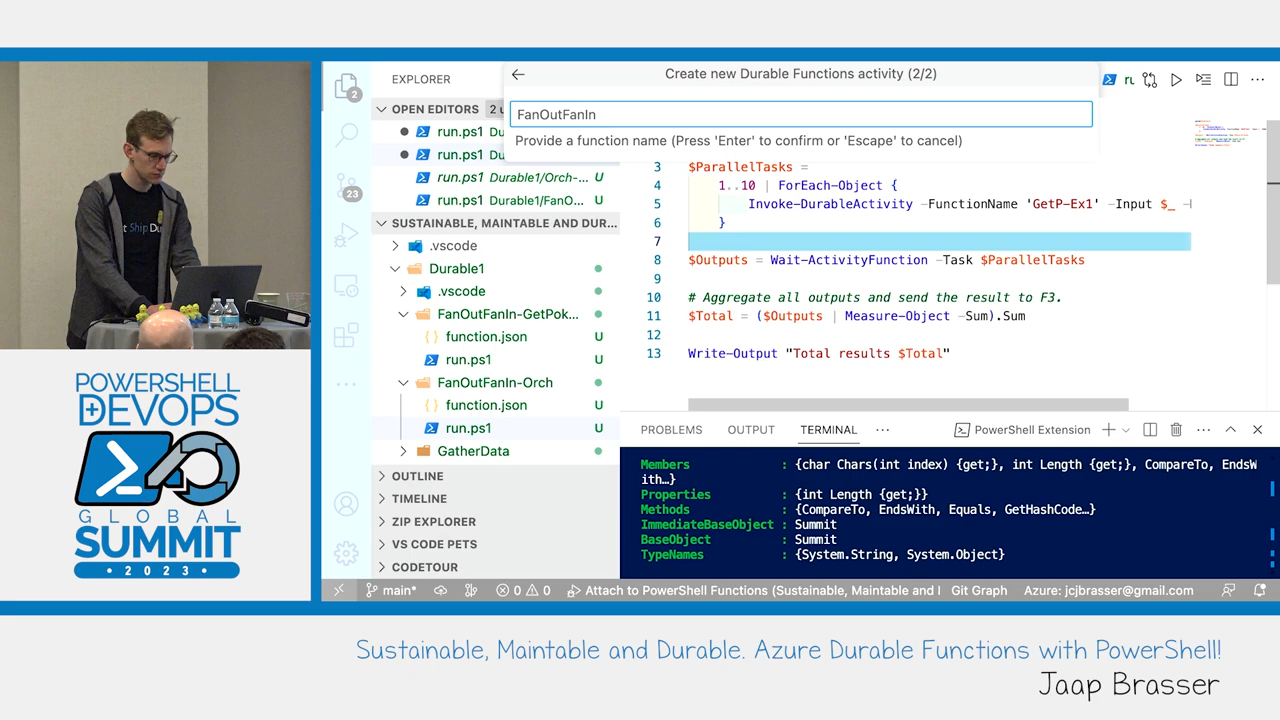 t Ship Du
POWERSHELL
+DEVOPS
GLOBAL
SUMMIT
• 2023 •
EXPLORER
OPEN EDITORS 2 u
run.ps1 Du
run.ps1 Du
run.ps1 Durable1/Orch-... U
run.ps1 Durable1/FanO... U
SUSTAINABLE, MAINTABLE AND DUR...
.vscode
Durable1
.vscode
FanOutFanIn-GetPok...
function.json U
run.ps1 U
FanOutFanIn-Orch
function.json U
run.ps1 U
GatherData
OUTLINE
TIMELINE
ZIP EXPLORER
VS CODE PETS
CODETOUR
2
23
Create new Durable Functions activity (2/2)
FanOutFanIn
Provide a function name (Press 'Enter' to confirm or 'Escape' to cancel)
ru
3 $ParallelTasks =
4 1..10 | ForEach-Object {
5 Invoke-DurableActivity -FunctionName 'GetP-Ex1' -Input $_ -
6 }
7
8 $Outputs = Wait-ActivityFunction -Task $ParallelTasks
9
10 # Aggregate all outputs and send the result to F3.
11 $Total = ($Outputs | Measure-Object -Sum).Sum
12
13 Write-Output "Total results $Total"
PROBLEMS OUTPUT TERMINAL ... PowerShell Extension
Members : {char Chars(int index) {get;}, int Length {get;}, CompareTo, EndsW
ith…}
Properties : {int Length {get;}}
Methods : {CompareTo, EndsWith, Equals, GetHashCode…}
ImmediateBaseObject : Summit
BaseObject : Summit
TypeNames : {System.String, System.Object}
main* 0 0 Attach to PowerShell Functions (Sustainable, Maintable and Git Graph Azure: jcjbrasser@gmail.com
Sustainable, Maintable and Durable. Azure Durable Functions with PowerShell!
Jaap Brasser